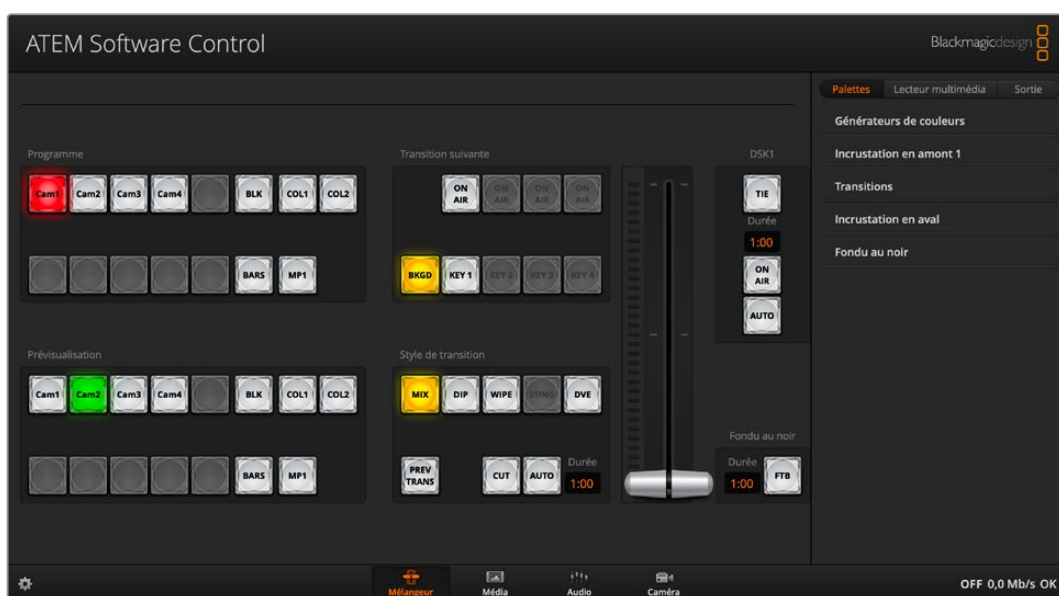 ATEM Software Control
Blackmagicdesign
Palettes Lecteur multimédia Sortie
Générateurs de couleurs
Incrustation en amont 1
Transitions
Incrustation en aval
Fondu au noir
Programme
Cam1 Cam2 Cam3 Cam4 BLK COL1 COL2
BARS MP1
Transition suivante
ON AIR ON AIR ON AIR ON AIR
BKGD KEY 1 KEY 2 KEY 3 KEY 4
DSK1
TIE
Durée
1:00
ON AIR
AUTO
Prévisualisation
Cam1 Cam2 Cam3 Cam4 BLK COL1 COL2
BARS MP1
Style de transition
MIX DIP WIPE STING DVE
PREV TRANS CUT AUTO
Durée
1:00
Fondu au noir
Durée
1:00
FTB
Mélangeur Média Audio Caméra
OFF 0,0 Mb/s OK